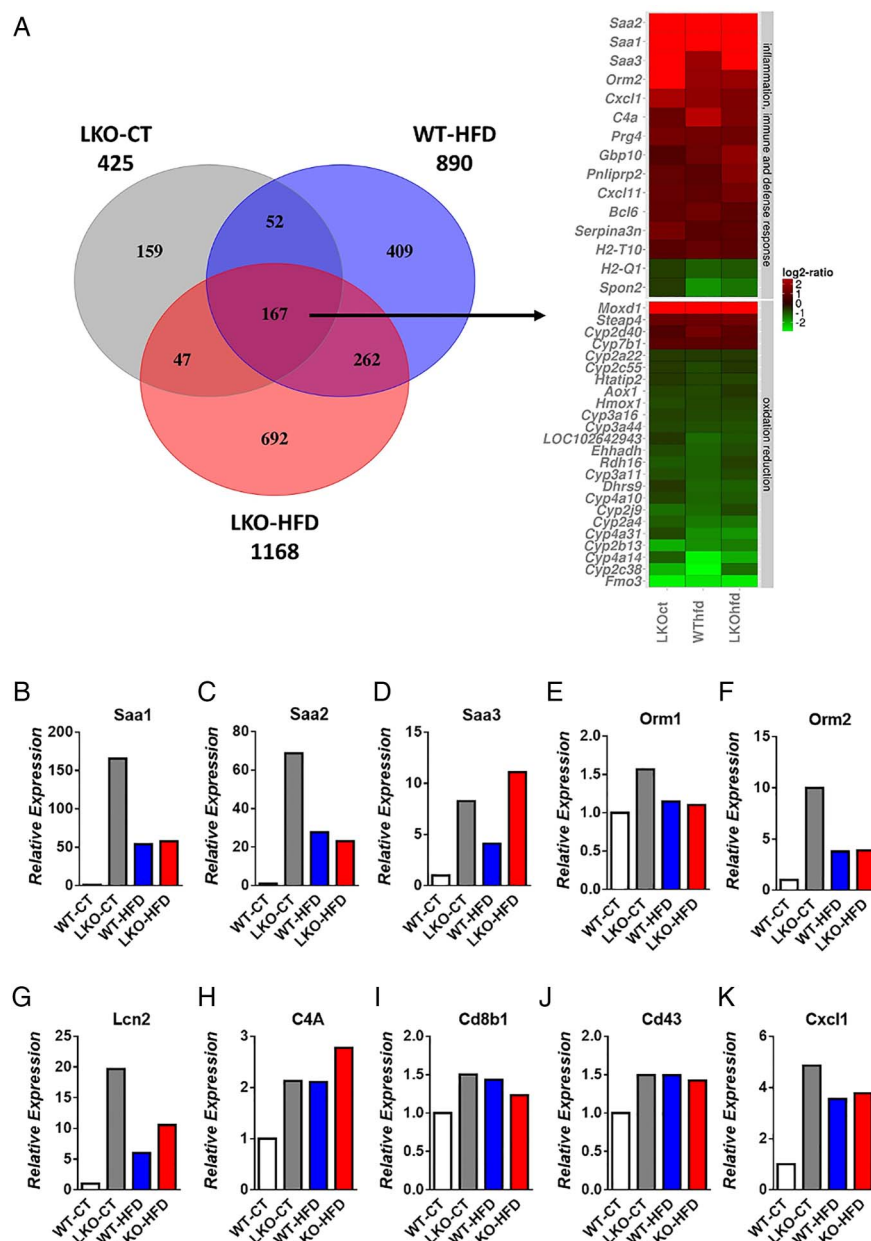 A
LKO-CT
425
WT-HFD
890
159
52
409
167
47
262
692
LKO-HFD
1168
Saa2
Saa1
Saa3
Orm2
Cxcl1
C4a
Prg4
Gbp10
Pnliprp2
Cxcl11
Bcl6
Serpina3n
H2-T10
H2-Q1
Spon2
inflammation, immune and defense response
Moxd1
Steap4
Cyp2d40
Cyp7b1
Cyp2a22
Cyp2c55
Htatip2
Aox1
Hmox1
Cyp3a16
Cyp3a44
LOC102642943
Ehhadh
Rdh16
Cyp3a11
Dhrs9
Cyp4a10
Cyp2j9
Cyp2a4
Cyp4a31
Cyp2b13
Cyp4a14
Cyp2c38
Fmo3
oxidation reduction
LKOct
WThfd
LKOhfd
log2-ratio
2
1
0
-1
-2
B
Saa1
Relative Expression
200
150
100
50
0
WT-CT
LKO-CT
WT-HFD
LKO-HFD
C
Saa2
Relative Expression
80
60
40
20
0
WT-CT
LKO-CT
WT-HFD
LKO-HFD
D
Saa3
Relative Expression
15
10
5
0
WT-CT
LKO-CT
WT-HFD
LKO-HFD
E
Orm1
Relative Expression
2.0
1.5
1.0
0.5
0.0
WT-CT
LKO-CT
WT-HFD
LKO-HFD
F
Orm2
Relative Expression
15
10
5
0
WT-CT
LKO-CT
WT-HFD
LKO-HFD
G
Lcn2
Relative Expression
25
20
15
10
5
0
WT-CT
LKO-CT
WT-HFD
LKO-HFD
H
C4A
Relative Expression
3
2
1
0
WT-CT
LKO-CT
WT-HFD
KO-HFD
I
Cd8b1
Relative Expression
2.0
1.5
1.0
0.5
0.0
WT-CT
LKO-CT
WT-HFD
KO-HFD
J
Cd43
Relative Expression
2.0
1.5
1.0
0.5
0.0
WT-CT
LKO-CT
WT-HFD
LKO-HFD
K
Cxcl1
Relative Expression
6
4
2
0
WT-CT
LKO-CT
WT-HFD
LKO-HFD